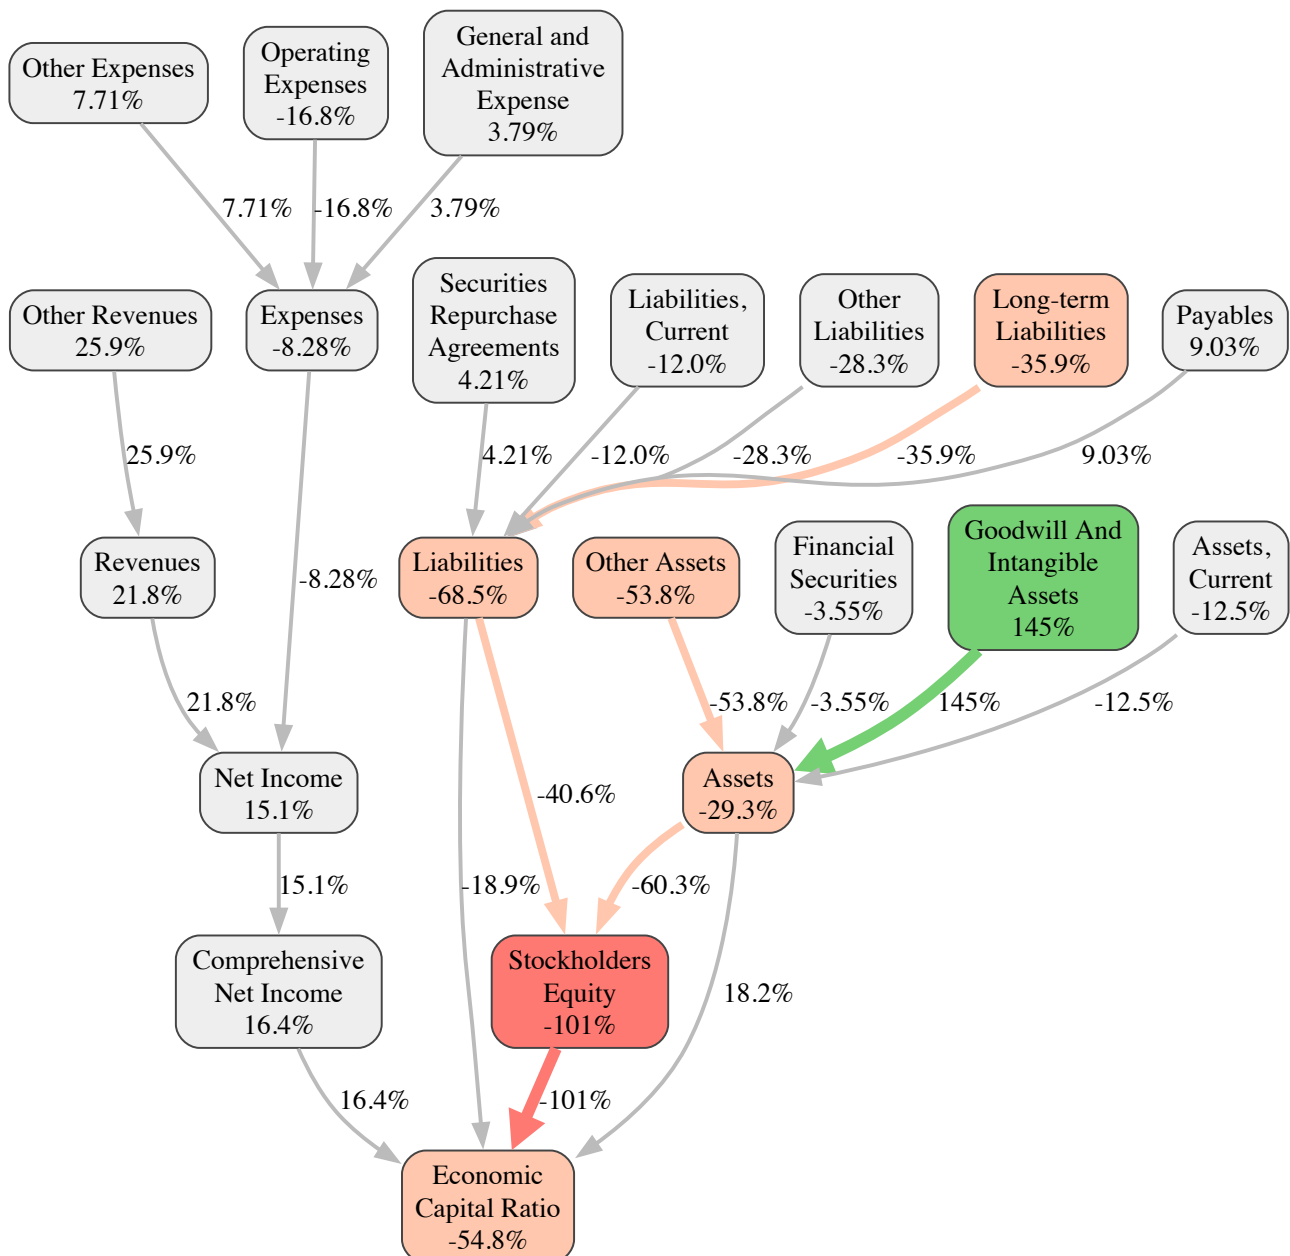 Other Expenses
7.71%
Operating
Expenses
-16.8%
General and
Administrative
Expense
3.79%
7.71%
-16.8%
3.79%
Other Revenues
25.9%
Expenses
-8.28%
Securities
Repurchase
Agreements
4.21%
Liabilities,
Current
-12.0%
Other
Liabilities
-28.3%
Long-term
Liabilities
-35.9%
Payables
9.03%
25.9%
4.21%
-12.0%
-28.3%
-35.9%
9.03%
Revenues
21.8%
-8.28%
Liabilities
-68.5%
Other Assets
-53.8%
Financial
Securities
-3.55%
Goodwill And
Intangible
Assets
145%
Assets,
Current
-12.5%
21.8%
-53.8%
-3.55%
145%
-12.5%
Net Income
15.1%
-40.6%
Assets
-29.3%
15.1%
-18.9%
-60.3%
Comprehensive
Net Income
16.4%
Stockholders
Equity
-101%
18.2%
16.4%
-101%
Economic
Capital Ratio
-54.8%